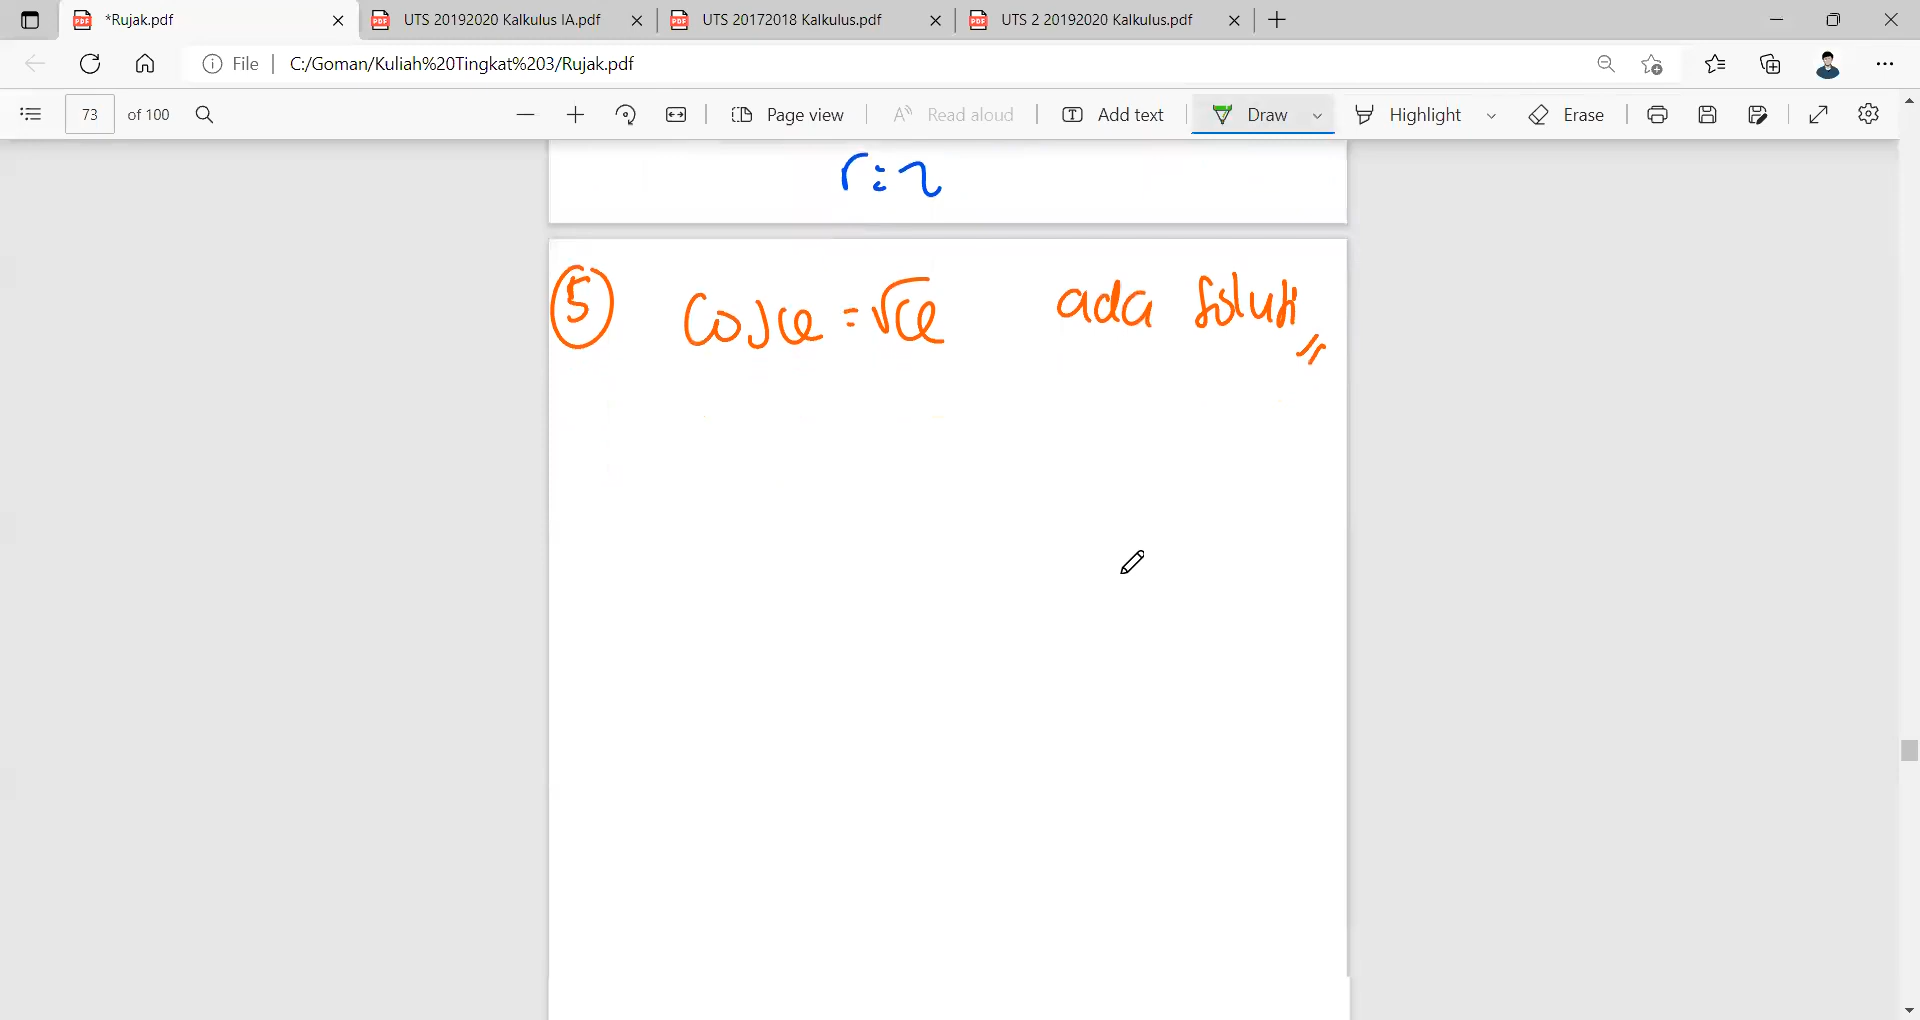 *Rujak.pdf
UTS 20192020 Kalkulus IA.pdf
UTS 20172018 Kalkulus.pdf
UTS 2 20192020 Kalkulus.pdf
File
C:/Goman/Kuliah%20Tingkat%203/Rujak.pdf
73 of 100
Page view
Read aloud
Add text
Draw
Highlight
Erase
r = 2
5 cos x = √x ada solusi